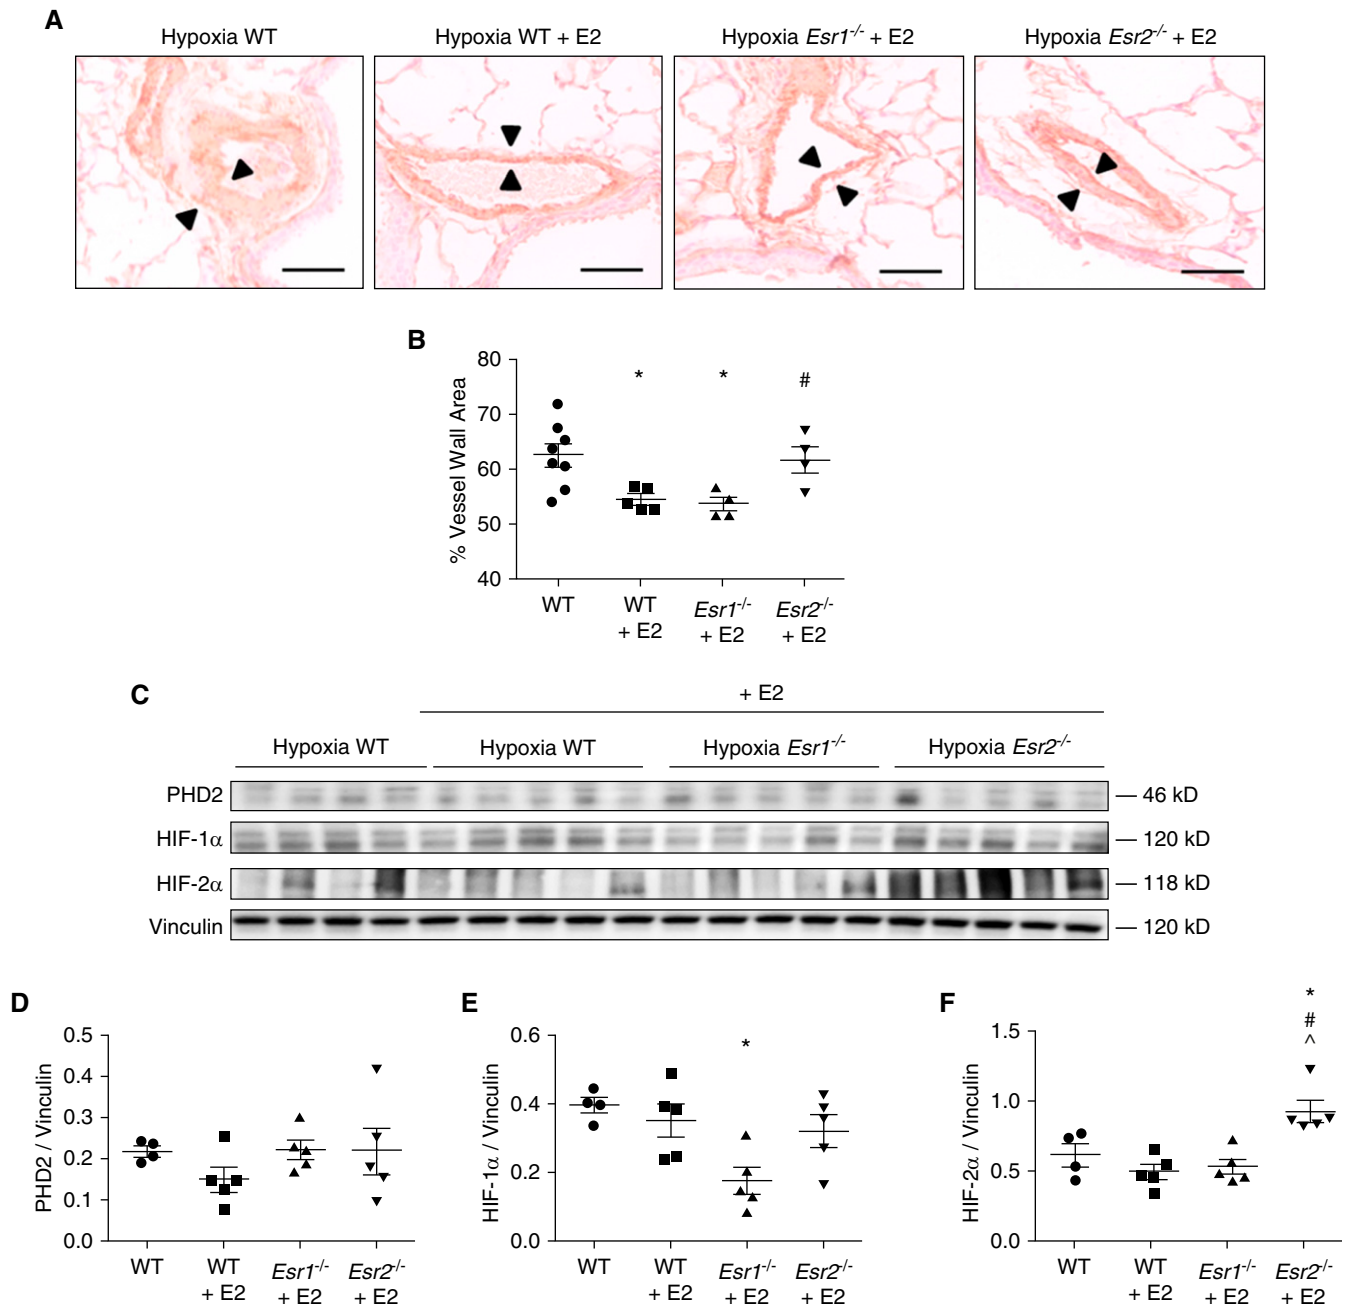 A
Hypoxia WT
Hypoxia WT + E2
Hypoxia Esr1-/- + E2
Hypoxia Esr2-/- + E2
B
% Vessel Wall Area
80
70
60
50
40
*
*
#
WT
WT + E2
Esr1-/- + E2
Esr2-/- + E2
C
+ E2
Hypoxia WT
Hypoxia WT
Hypoxia Esr1-/-
Hypoxia Esr2-/-
PHD2
46 kD
HIF-1α
120 kD
HIF-2α
118 kD
Vinculin
120 kD
D
PHD2 / Vinculin
0.5
0.4
0.3
0.2
0.1
0.0
WT
WT + E2
Esr1-/- + E2
Esr2-/- + E2
E
HIF-1α / Vinculin
0.6
0.4
0.2
0.0
*
WT
WT + E2
Esr1-/- + E2
Esr2-/- + E2
F
HIF-2α / Vinculin
1.5
1.0
0.5
0.0
*
#
^
WT
WT + E2
Esr1-/- + E2
Esr2-/- + E2